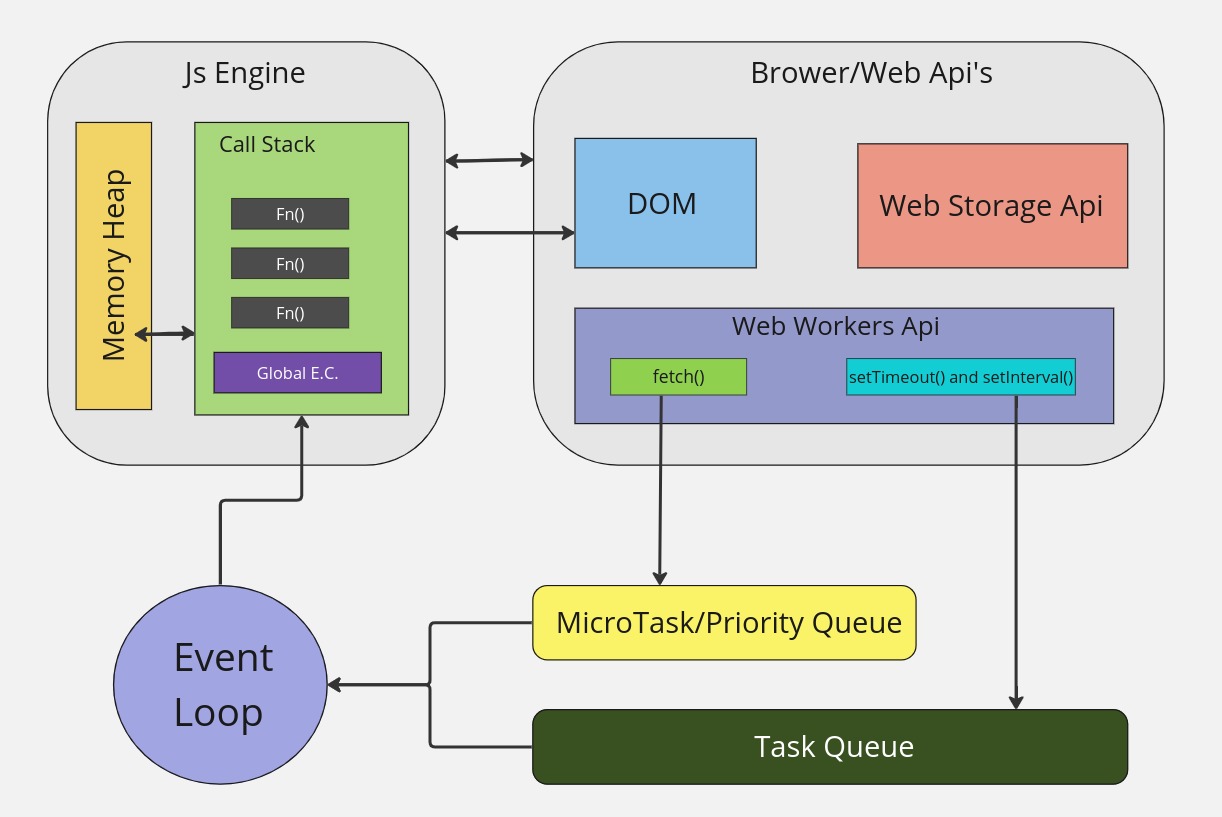 Js Engine
Memory Heap
Call Stack
Fn()
Fn()
Fn()
Global E.C.
Brower/Web Api's
DOM
Web Storage Api
Web Workers Api
fetch()
setTimeout() and setInterval()
Event
Loop
MicroTask/Priority Queue
Task Queue